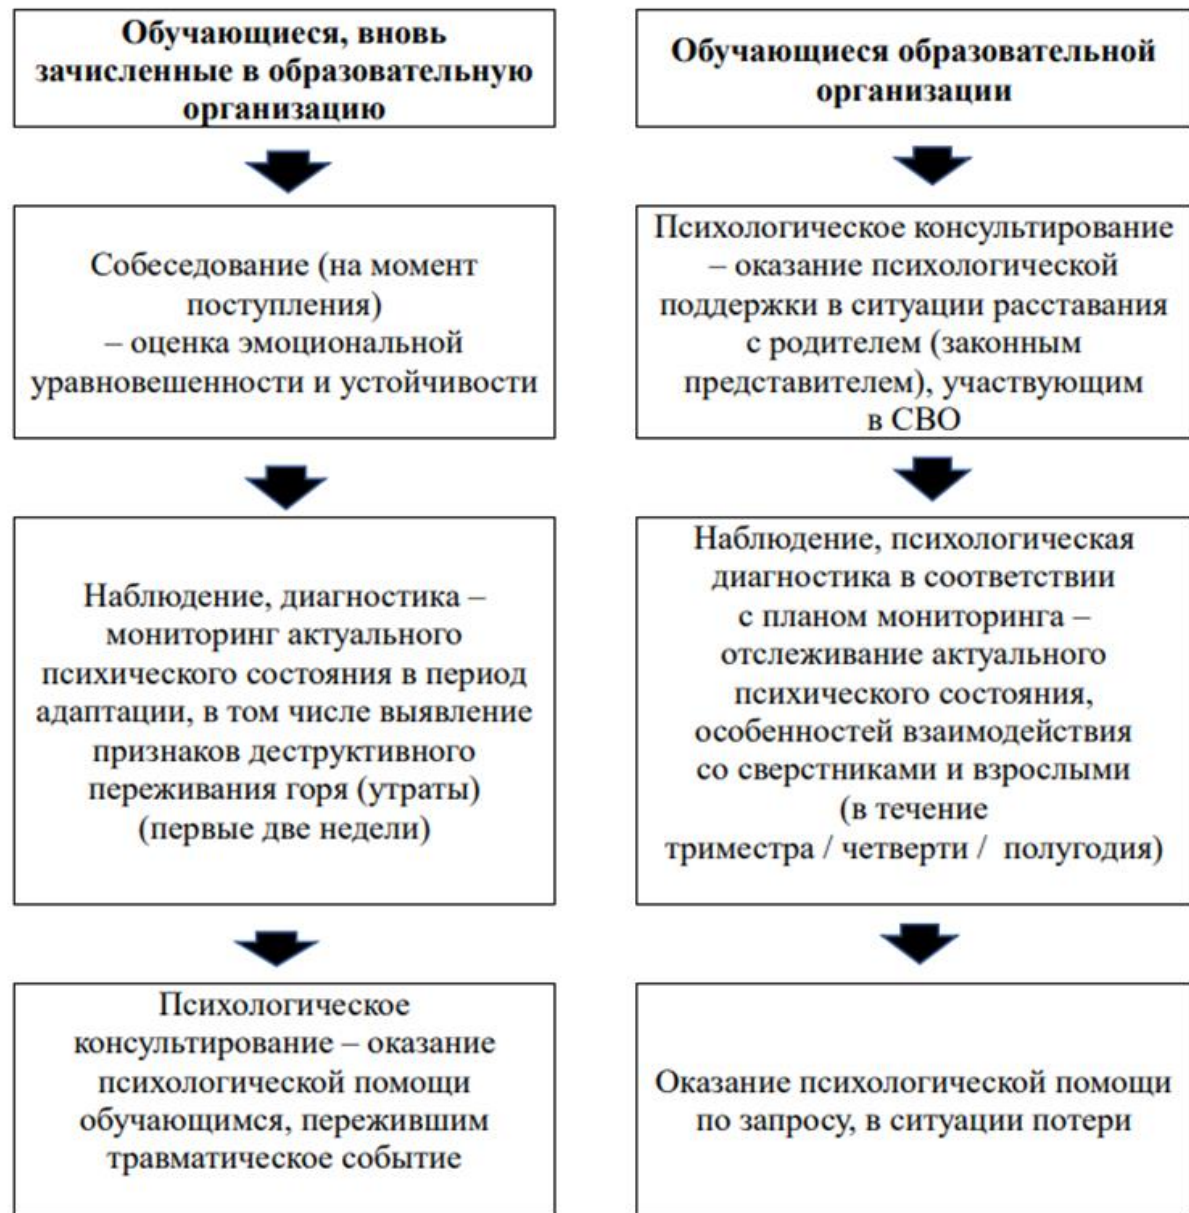 Обучающиеся, вновь
зачисленные в образовательную
организацию
Собеседование (на момент
поступления)
– оценка эмоциональной
уравновешенности и устойчивости
Наблюдение, диагностика –
мониторинг актуального
психического состояния в период
адаптации, в том числе выявление
признаков деструктивного
переживания горя (утраты)
(первые две недели)
Психологическое
консультирование – оказание
психологической помощи
обучающимся, пережившим
травматическое событие
Обучающиеся образовательной
организации
Психологическое консультирование
– оказание психологической
поддержки в ситуации расставания
с родителем (законным
представителем), участвующим
в СВО
Наблюдение, психологическая
диагностика в соответствии
с планом мониторинга –
отслеживание актуального
психического состояния,
особенностей взаимодействия
со сверстниками и взрослыми
(в течение
триместра / четверти / полугодия)
Оказание психологической помощи
по запросу, в ситуации потери